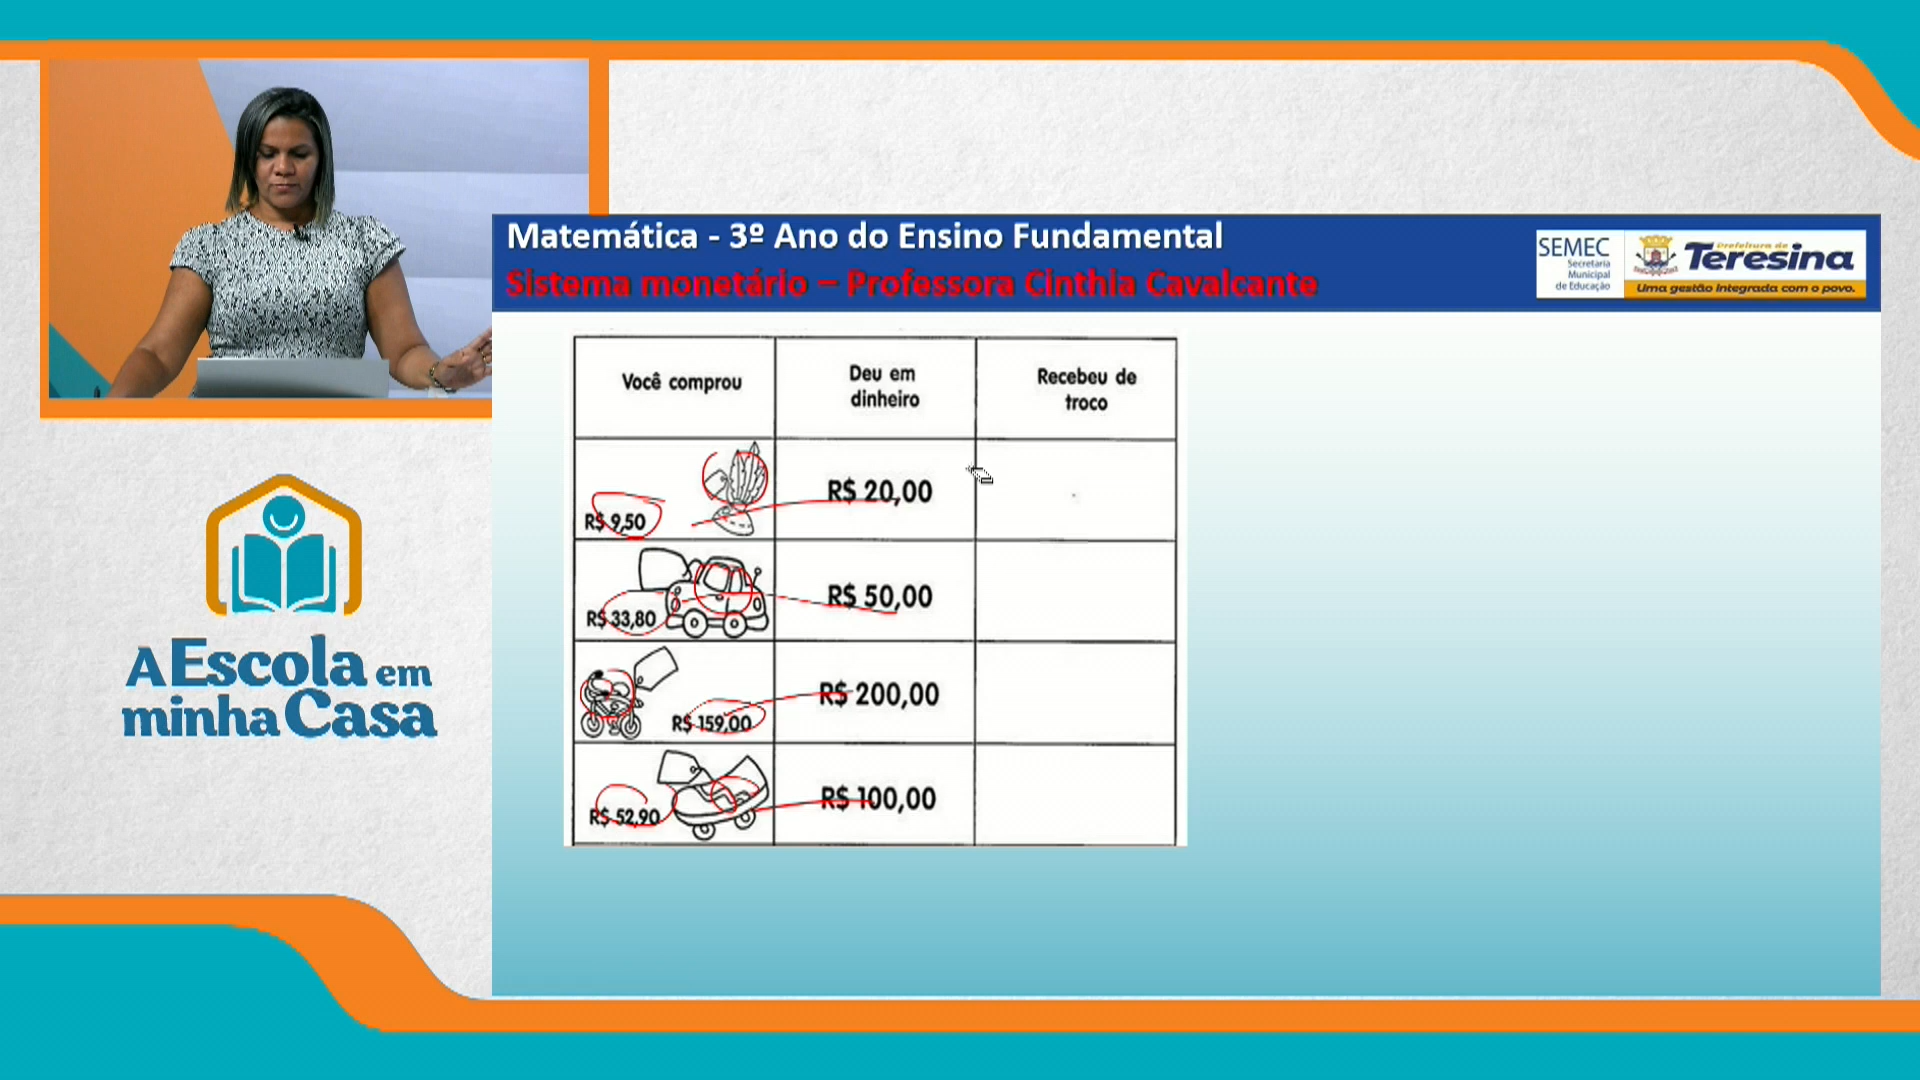 Matemática - 3º Ano do Ensino Fundamental
Sistema monetário – Professora Cinthia Cavalcante
SEMEC
Secretaria
Municipal
de Educação
Prefeitura de
Teresina
Uma gestão integrada com o povo.
Você comprou
Deu em
dinheiro
Recebeu de
troco
R$ 9,50
R$ 20,00
R$ 33,80
R$ 50,00
R$ 159,00
R$ 200,00
R$ 52,90
R$ 100,00
A Escola em
minha Casa